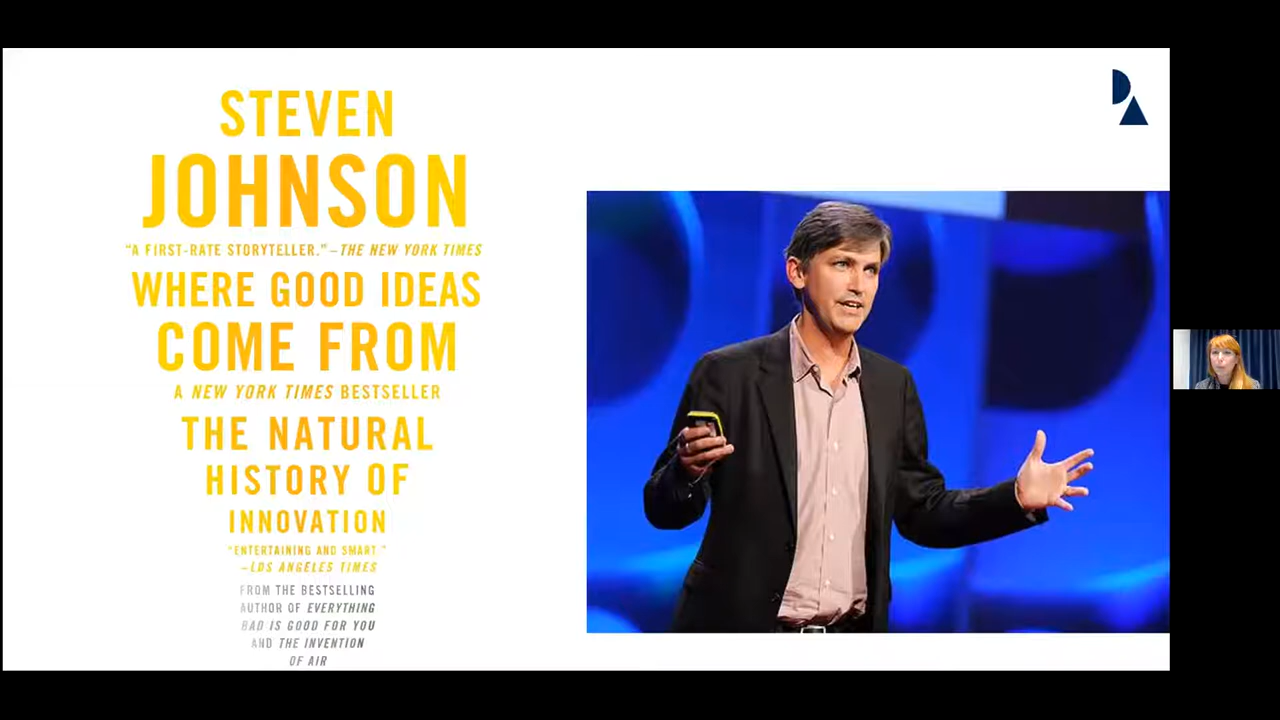 STEVEN
JOHNSON
"A FIRST-RATE STORYTELLER." –THE NEW YORK TIMES
WHERE GOOD IDEAS
COME FROM
A NEW YORK TIMES BESTSELLER
THE NATURAL
HISTORY OF
INNOVATION
"ENTERTAINING AND SMART."
–LOS ANGELES TIMES
FROM THE BESTSELLING
AUTHOR OF EVERYTHING
BAD IS GOOD FOR YOU
AND THE INVENTION
OF AIR